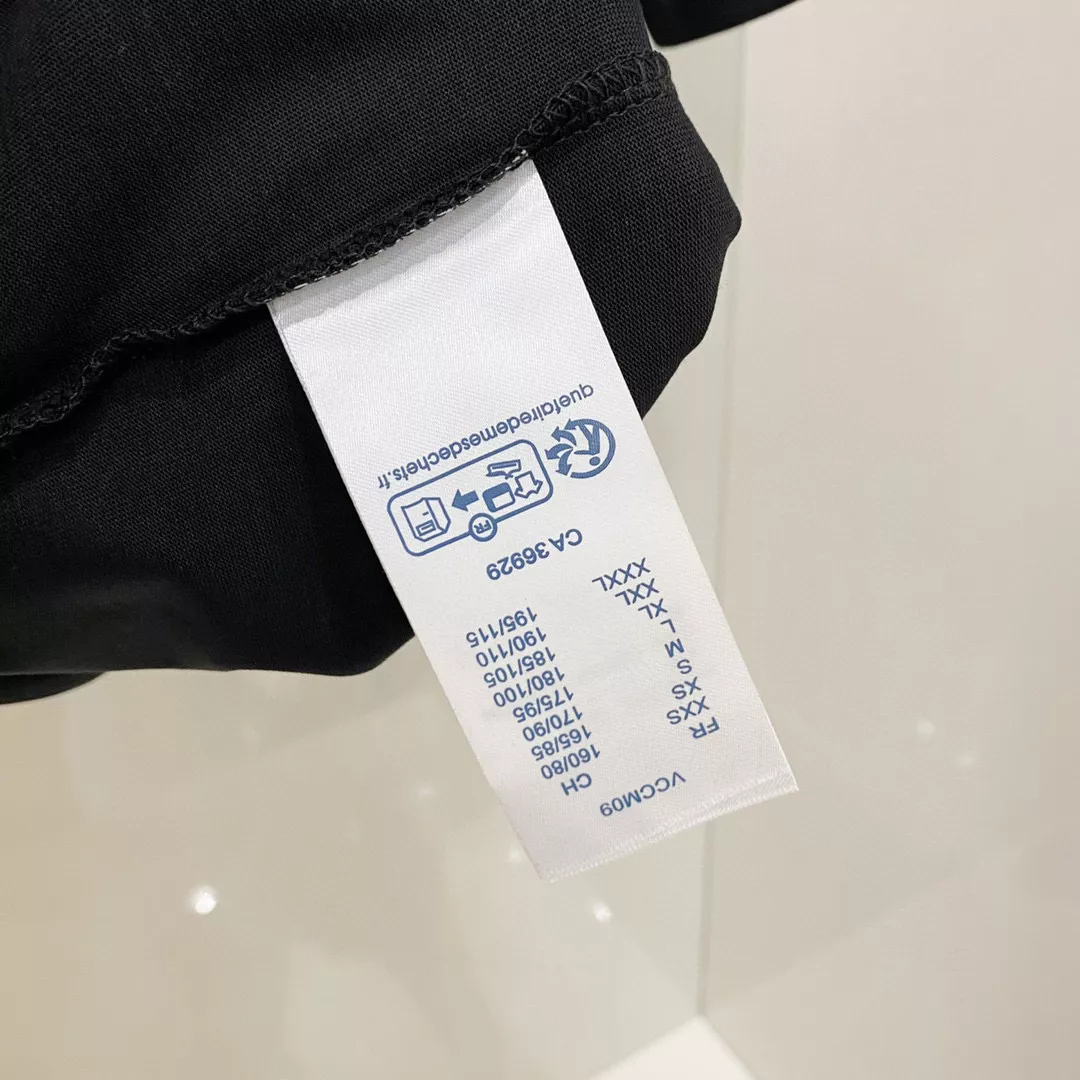 VCCM09
FR CH
XXS 160/80
XS 165/85
S 170/90
M 175/95
L 180/100
XL 185/105
XXL 190/110
XXXL 195/115
CA 36929
FR
quefairedemesdechets.fr